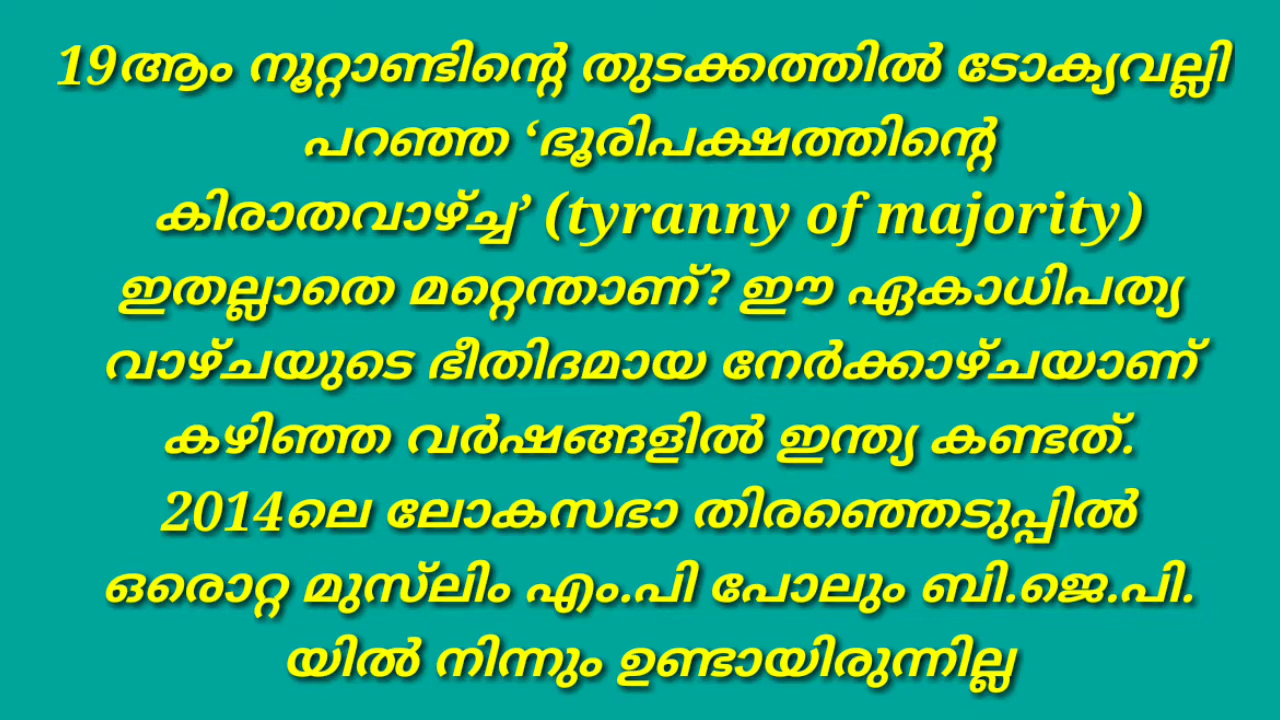 19ആം നൂറ്റാണ്ടിന്റെ തുടക്കത്തിൽ ടോക്യവല്ലി
പറഞ്ഞ ‘ഭൂരിപക്ഷത്തിന്റെ
കിരാതവാഴ്ച്ച’ (tyranny of majority)
ഇതല്ലാതെ മറ്റെന്താണ്? ഈ ഏകാധിപത്യ
വാഴ്ചയുടെ ഭീതിദമായ നേർക്കാഴ്ചയാണ്
കഴിഞ്ഞ വർഷങ്ങളിൽ ഇന്ത്യ കണ്ടത്.
2014ലെ ലോകസഭാ തിരഞ്ഞെടുപ്പിൽ
ഒരൊറ്റ മുസ്‌ലിം എം.പി പോലും ബി.ജെ.പി.
യിൽ നിന്നും ഉണ്ടായിരുന്നില്ല